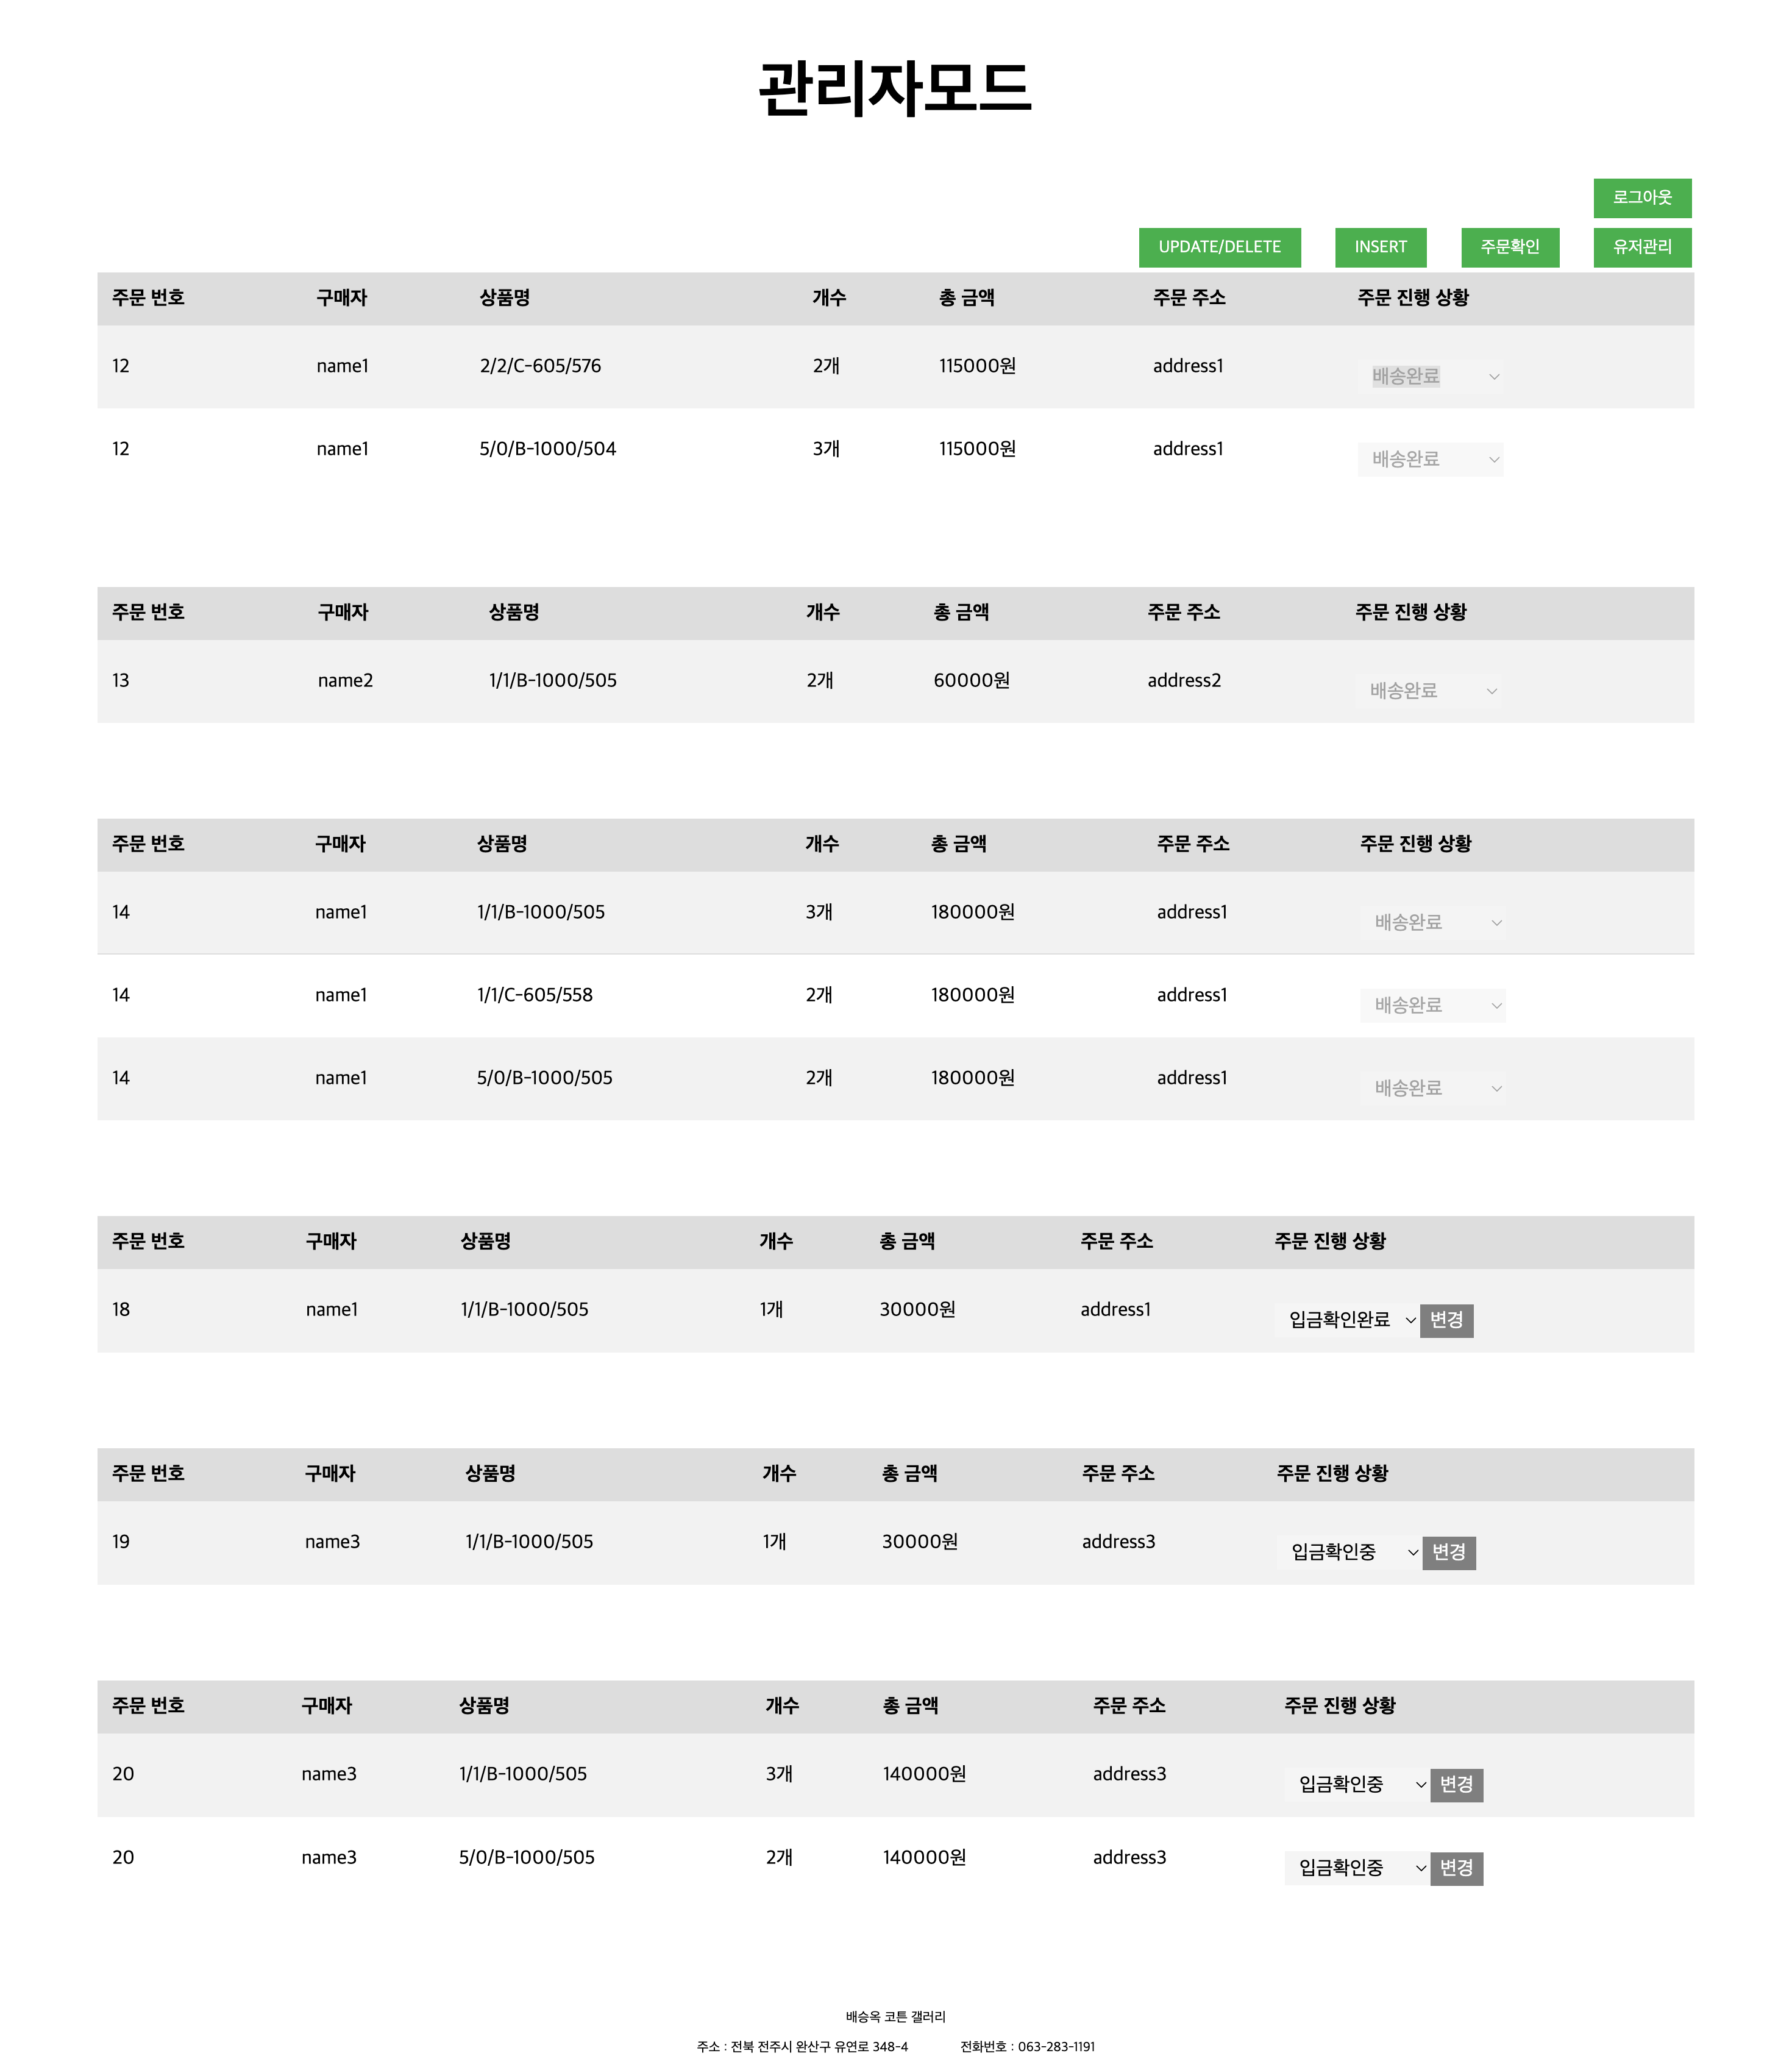 관리자모드
로그아웃
UPDATE/DELETE INSERT 주문확인 유저관리
주문 번호 구매자 상품명 개수 총 금액 주문 주소 주문 진행 상황
12 name1 2/2/C-605/576 2개 115000원 address1 배송완료
12 name1 5/0/B-1000/504 3개 115000원 address1 배송완료
주문 번호 구매자 상품명 개수 총 금액 주문 주소 주문 진행 상황
13 name2 1/1/B-1000/505 2개 60000원 address2 배송완료
주문 번호 구매자 상품명 개수 총 금액 주문 주소 주문 진행 상황
14 name1 1/1/B-1000/505 3개 180000원 address1 배송완료
14 name1 1/1/C-605/558 2개 180000원 address1 배송완료
14 name1 5/0/B-1000/505 2개 180000원 address1 배송완료
주문 번호 구매자 상품명 개수 총 금액 주문 주소 주문 진행 상황
18 name1 1/1/B-1000/505 1개 30000원 address1 입금확인완료 변경
주문 번호 구매자 상품명 개수 총 금액 주문 주소 주문 진행 상황
19 name3 1/1/B-1000/505 1개 30000원 address3 입금확인중 변경
주문 번호 구매자 상품명 개수 총 금액 주문 주소 주문 진행 상황
20 name3 1/1/B-1000/505 3개 140000원 address3 입금확인중 변경
20 name3 5/0/B-1000/505 2개 140000원 address3 입금확인중 변경
배승옥 코튼 갤러리
주소 : 전북 전주시 완산구 유연로 348-4 전화번호 : 063-283-1191